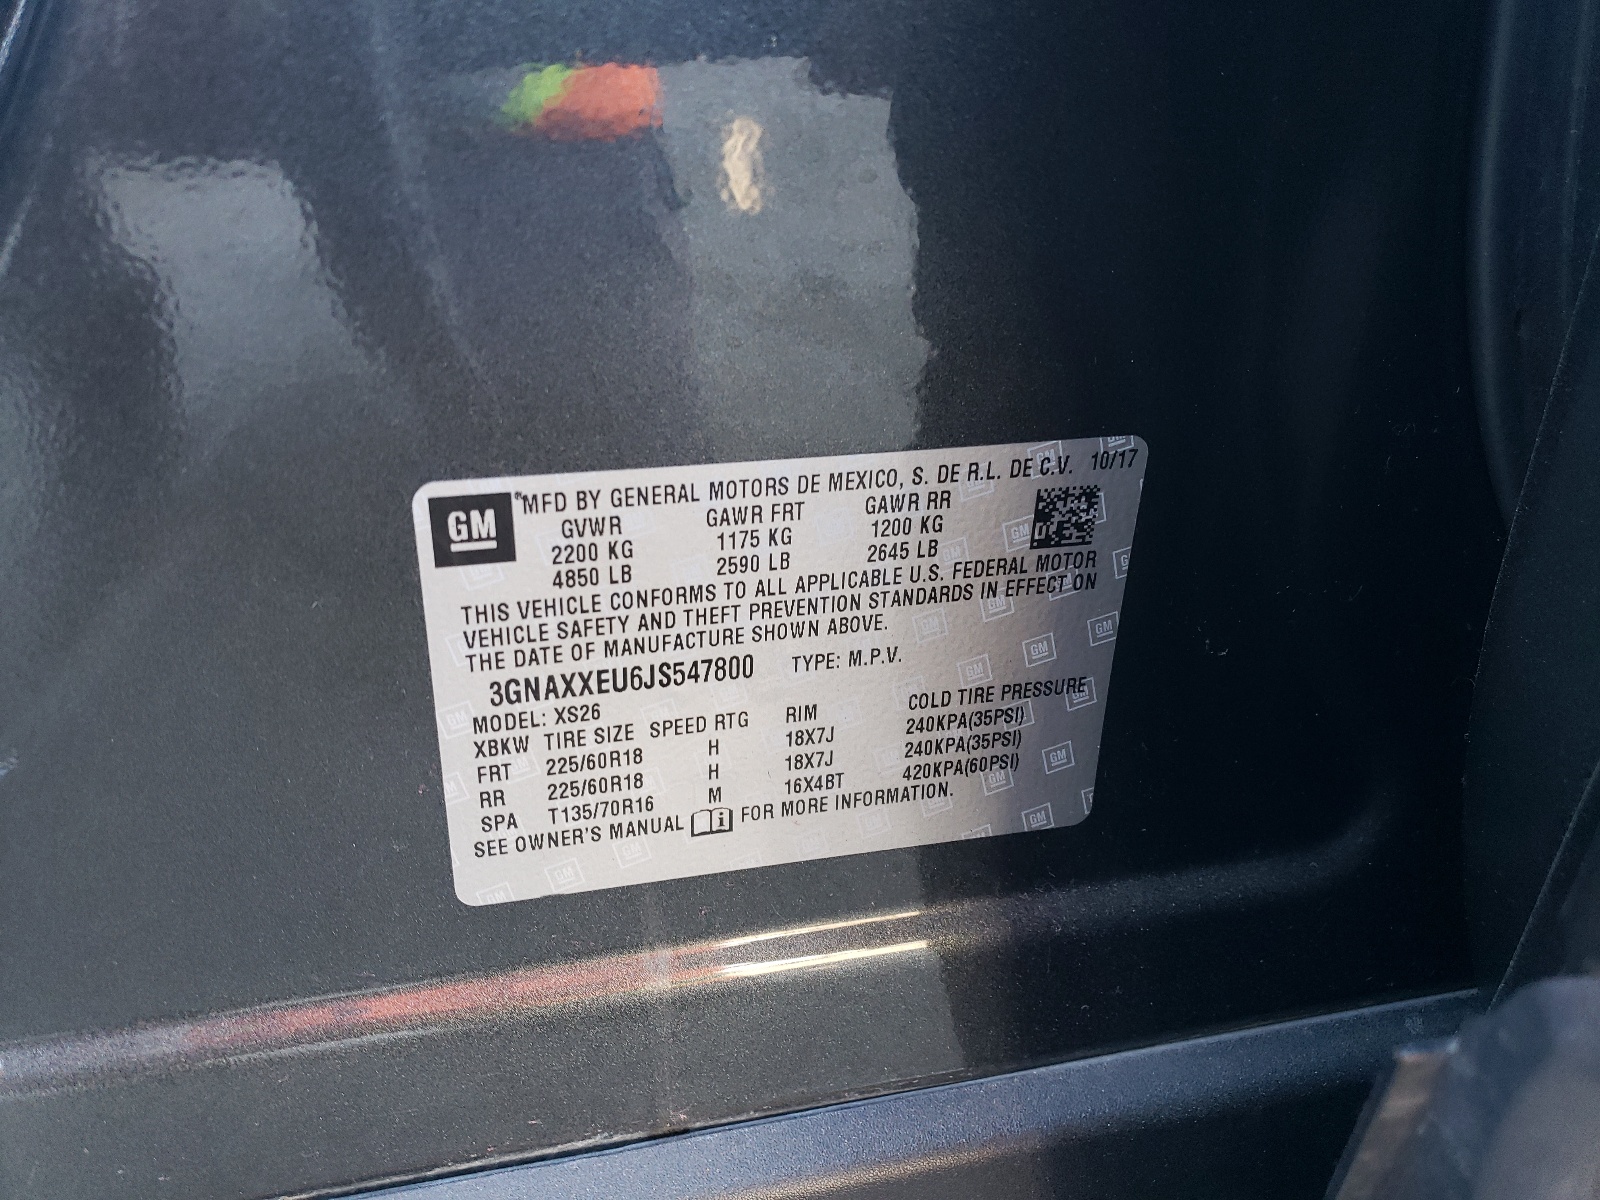 GM ® MFD BY GENERAL MOTORS DE MEXICO, S. DE R.L. DE C.V. 10/17
GVWR GAWR FRT GAWR RR
2200 KG 1175 KG 1200 KG
4850 LB 2590 LB 2645 LB
THIS VEHICLE CONFORMS TO ALL APPLICABLE U.S. FEDERAL MOTOR
VEHICLE SAFETY AND THEFT PREVENTION STANDARDS IN EFFECT ON
THE DATE OF MANUFACTURE SHOWN ABOVE.
3GNAXXEU6JS547800 TYPE: M.P.V.
MODEL: XS26
XBKW TIRE SIZE SPEED RTG RIM COLD TIRE PRESSURE
FRT 225/60R18 H 18X7J 240KPA(35PSI)
RR 225/60R18 H 18X7J 240KPA(35PSI)
SPA T135/70R16 M 16X4BT 420KPA(60PSI)
SEE OWNER'S MANUAL i FOR MORE INFORMATION.